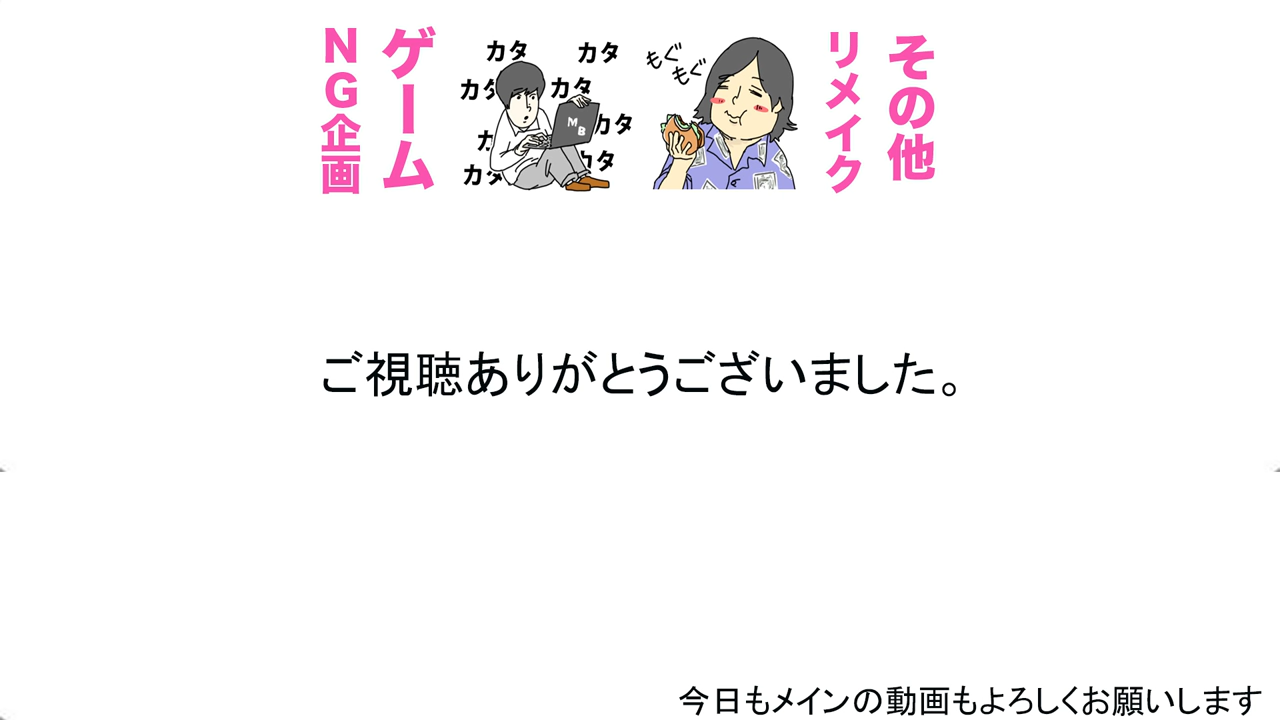 ゲーム
NG企画
カタ
カタ
カタ
カタ
カタ
カタ
カタ
カタ
MB
もぐ
もぐ
その他
リメイク
ご視聴ありがとうございました。
今日もメインの動画もよろしくお願いします